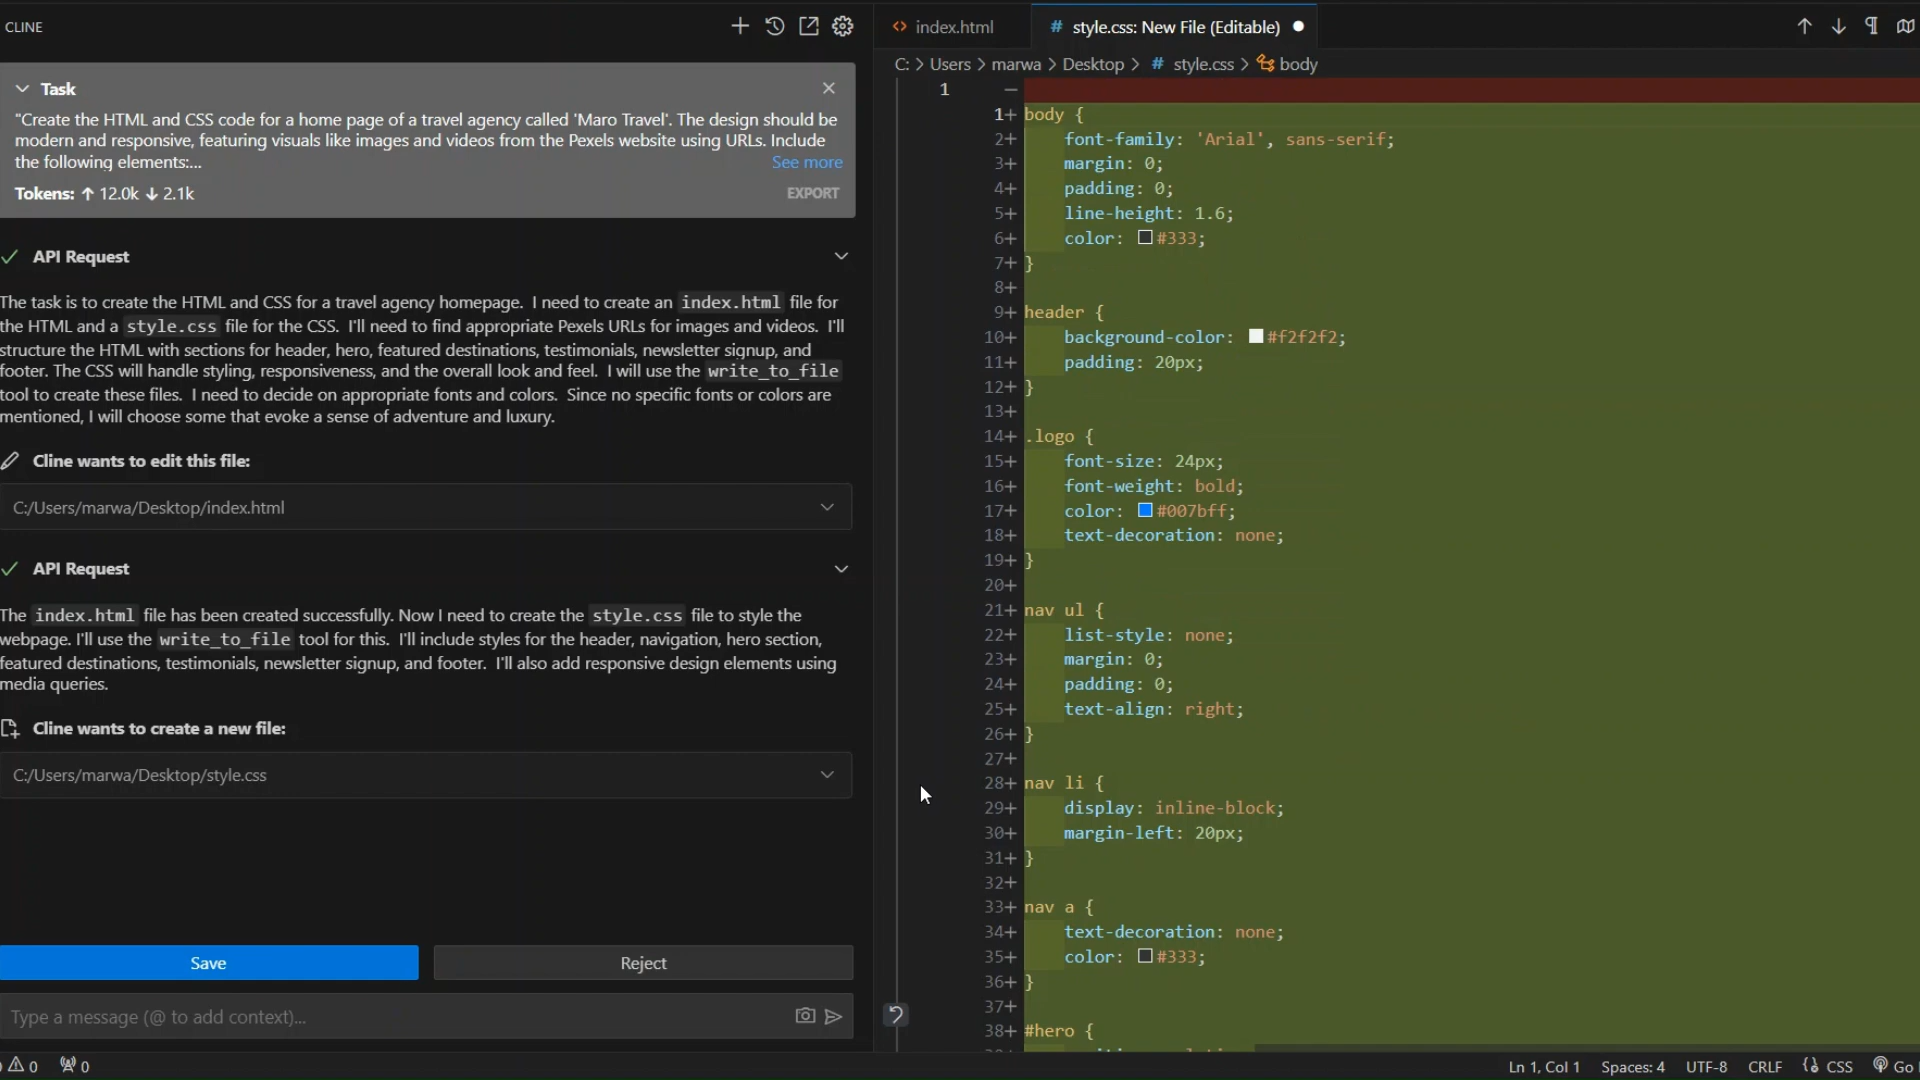 CLINE
Task
"Create the HTML and CSS code for a home page of a travel agency called 'Maro Travel'. The design should be
modern and responsive, featuring visuals like images and videos from the Pexels website using URLs. Include
the following elements:...
See more
Tokens: ↑ 12.0k ↓ 2.1k
EXPORT
API Request
The task is to create the HTML and CSS for a travel agency homepage. I need to create an index.html file for
the HTML and a style.css file for the CSS. I'll need to find appropriate Pexels URLs for images and videos. I'll
structure the HTML with sections for header, hero, featured destinations, testimonials, newsletter signup, and
footer. The CSS will handle styling, responsiveness, and the overall look and feel. I will use the write_to_file
tool to create these files. I need to decide on appropriate fonts and colors. Since no specific fonts or colors are
mentioned, I will choose some that evoke a sense of adventure and luxury.
Cline wants to edit this file:
C:/Users/marwa/Desktop/index.html
API Request
The index.html file has been created successfully. Now I need to create the style.css file to style the
webpage. I'll use the write_to_file tool for this. I'll include styles for the header, navigation, hero section,
featured destinations, testimonials, newsletter signup, and footer. I'll also add responsive design elements using
media queries.
Cline wants to create a new file:
C:/Users/marwa/Desktop/style.css
Save
Reject
Type a message (@ to add context)...
0
0
<> index.html
# style.css: New File (Editable)
C: > Users > marwa > Desktop > # style.css > body
1 −
1+ body {
2+ font-family: 'Arial', sans-serif;
3+ margin: 0;
4+ padding: 0;
5+ line-height: 1.6;
6+ color: #333;
7+ }
8+
9+ header {
10+ background-color: #f2f2f2;
11+ padding: 20px;
12+ }
13+
14+ .logo {
15+ font-size: 24px;
16+ font-weight: bold;
17+ color: #007bff;
18+ text-decoration: none;
19+ }
20+
21+ nav ul {
22+ list-style: none;
23+ margin: 0;
24+ padding: 0;
25+ text-align: right;
26+ }
27+
28+ nav li {
29+ display: inline-block;
30+ margin-left: 20px;
31+ }
32+
33+ nav a {
34+ text-decoration: none;
35+ color: #333;
36+ }
37+
38+ #hero {
Ln 1, Col 1
Spaces: 4
UTF-8
CRLF
CSS
Go